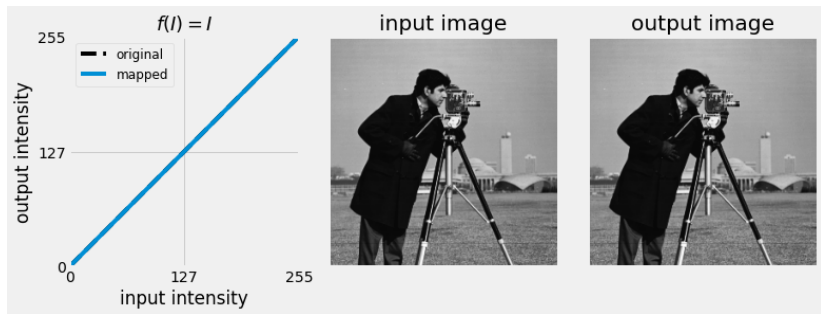 f(I) = I
input image
output image
255
original
mapped
output intensity
127
0
0
127
255
input intensity